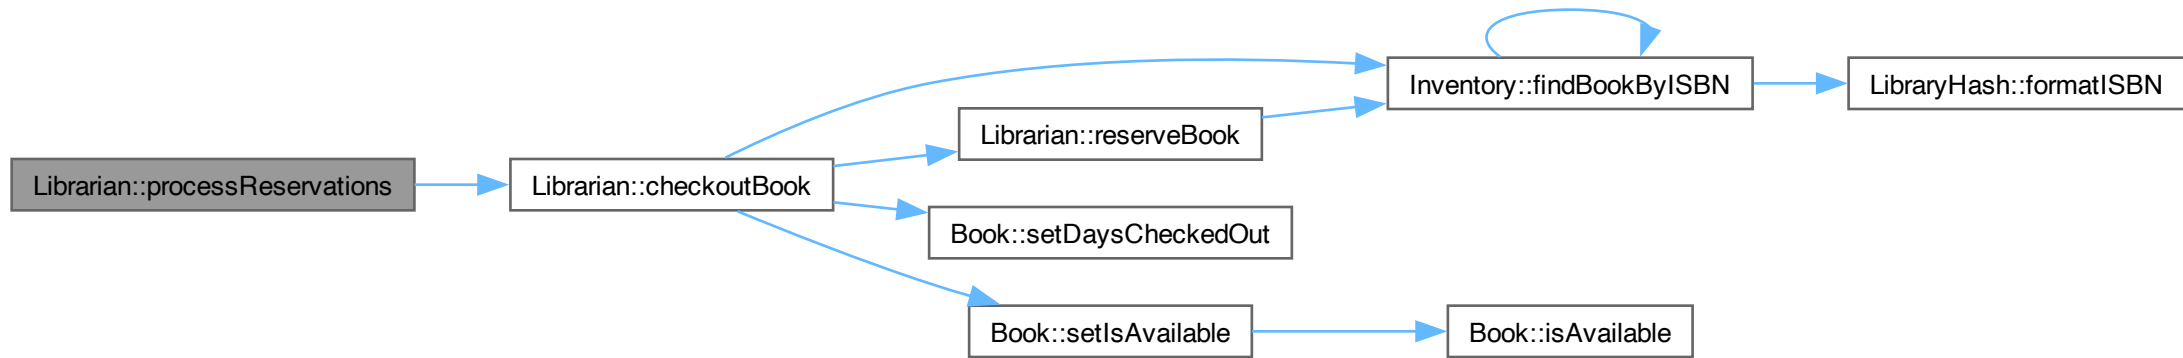 Librarian::processReservations
Librarian::checkoutBook
Inventory::findBookByISBN
LibraryHash::formatISBN
Librarian::reserveBook
Book::setDaysCheckedOut
Book::setIsAvailable
Book::isAvailable